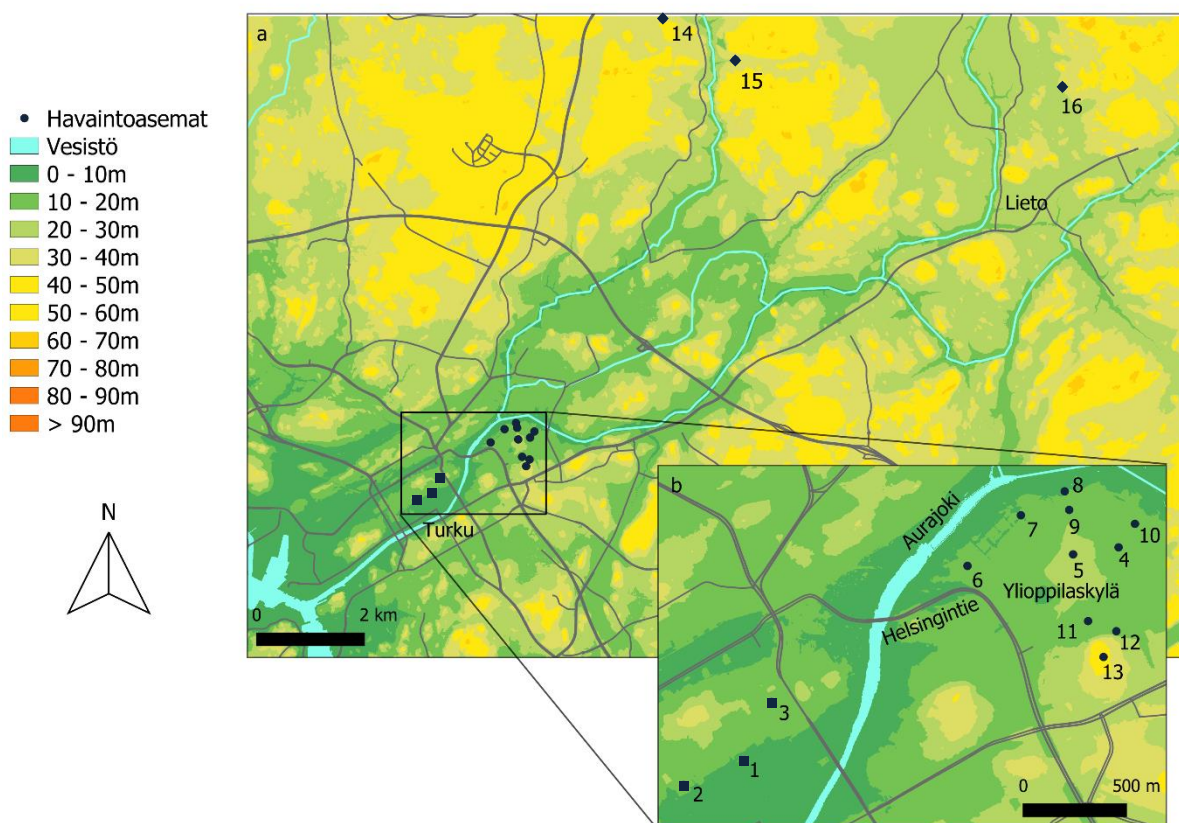 a
14
15
16
Havaintoasemat
Vesistö
0 - 10m
10 - 20m
20 - 30m
30 - 40m
40 - 50m
50 - 60m
60 - 70m
70 - 80m
80 - 90m
> 90m
Lieto
Turku
N
0 2 km
b
Aurajoki
8
7
9
10
4
5
6
Ylioppilaskylä
Helsingintie
11
12
13
3
1
2
0 500 m